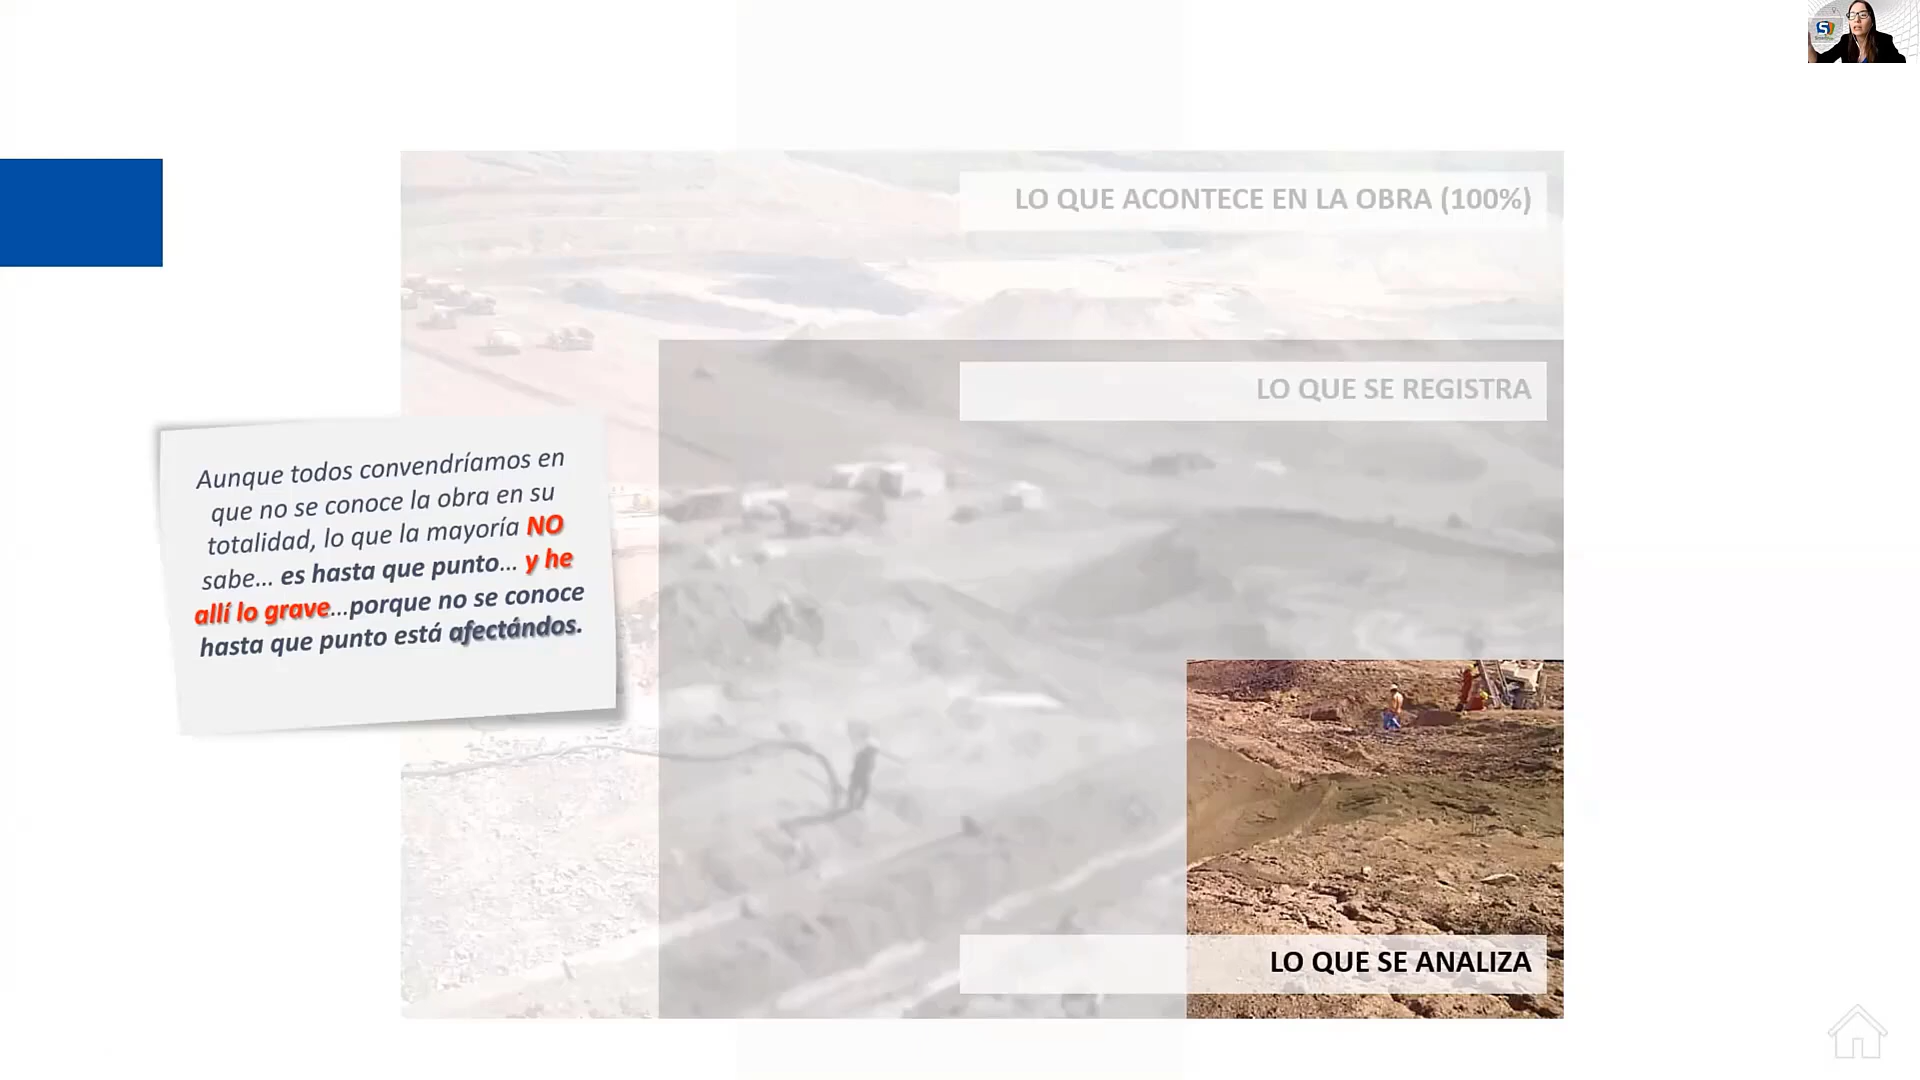 LO QUE ACONTECE EN LA OBRA (100%)
LO QUE SE REGISTRA
Aunque todos convendríamos en
que no se conoce la obra en su
totalidad, lo que la mayoría NO
sabe... es hasta que punto... y he
allí lo grave...porque no se conoce
hasta que punto está afectándos.
LO QUE SE ANALIZA